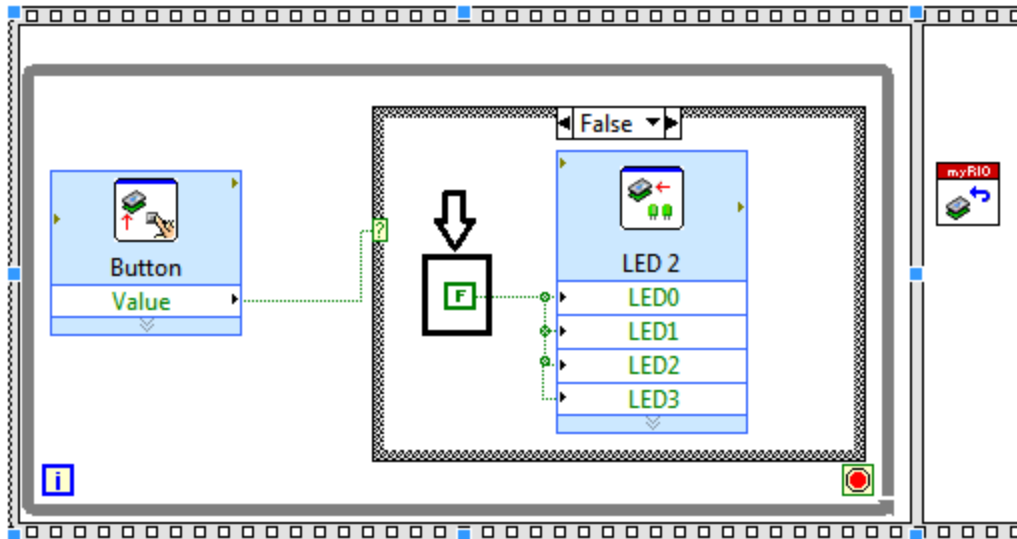 False
myRIO
?
Button
F
LED 2
Value
LED0
LED1
LED2
LED3
i